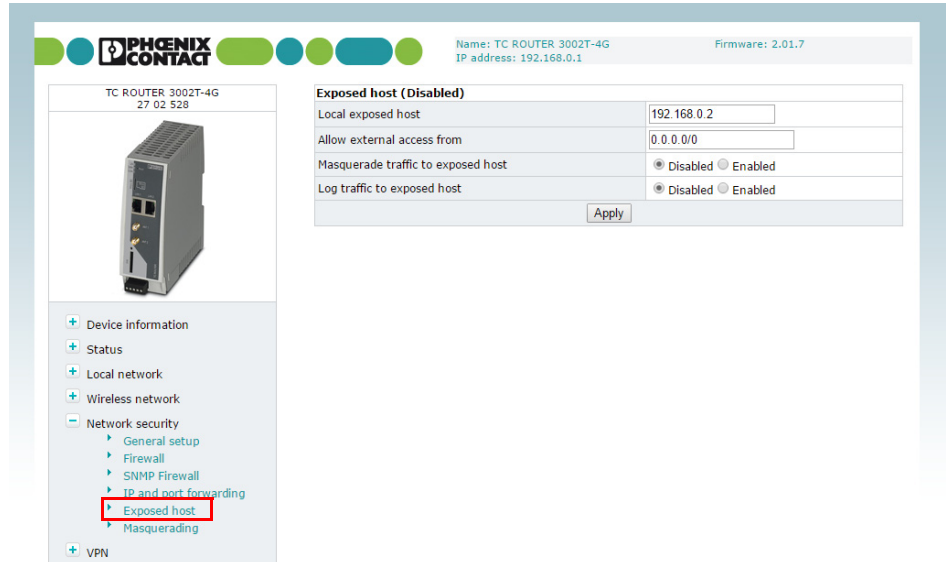 PHŒNIX
CONTACT
Name: TC ROUTER 3002T-4G
Firmware: 2.01.7
IP address: 192.168.0.1
TC ROUTER 3002T-4G
27 02 528
Device information
Status
Local network
Wireless network
Network security
General setup
Firewall
SNMP Firewall
IP and port forwarding
Exposed host
Masquerading
VPN
Exposed host (Disabled)
Local exposed host 192.168.0.2
Allow external access from 0.0.0.0/0
Masquerade traffic to exposed host Disabled Enabled
Log traffic to exposed host Disabled Enabled
Apply